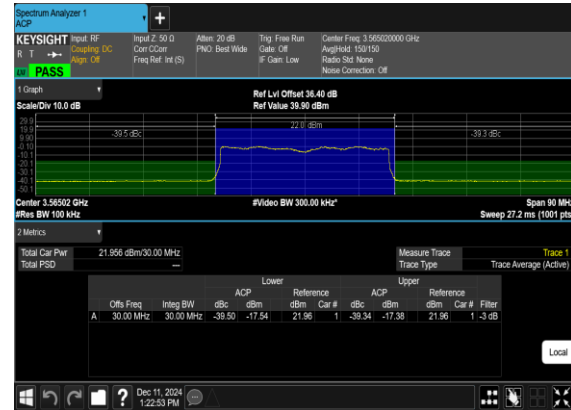 Spectrum Analyzer 1
ACP
+
KEYSIGHT Input: RF Input Z: 50 Ω Atten: 20 dB Trig: Free Run Center Freq: 3.565020000 GHz
R T Coupling: DC Corr CCorr PNO: Best Wide Gate: Off Avg|Hold: 150/150
Align: Off Freq Ref: Int (S) IF Gain: Low Radio Std: None
PASS Noise Correction: Off
1 Graph Ref Lvl Offset 36.40 dB
Scale/Div 10.0 dB Ref Value 39.90 dBm
29.9 22.0 dBm
19.9 -39.5 dBc -39.3 dBc
9.90
-0.10
-10.1
-20.1
-30.1
-40.1
-50.1
Center 3.56502 GHz #Video BW 300.00 kHz* Span 90 MHz
#Res BW 100 kHz Sweep 27.2 ms (1001 pts
2 Metrics
Total Car Pwr 21.956 dBm/30.00 MHz Measure Trace Trace 1
Total PSD --- Trace Type Trace Average (Active)
Lower Upper
ACP Reference ACP Reference
Offs Freq Integ BW dBc dBm dBm Car # dBc dBm dBm Car # Filter
A 30.00 MHz 30.00 MHz -39.50 -17.54 21.96 1 -39.34 -17.38 21.96 1 -3 dB
Local
? Dec 11, 2024
1:22:53 PM